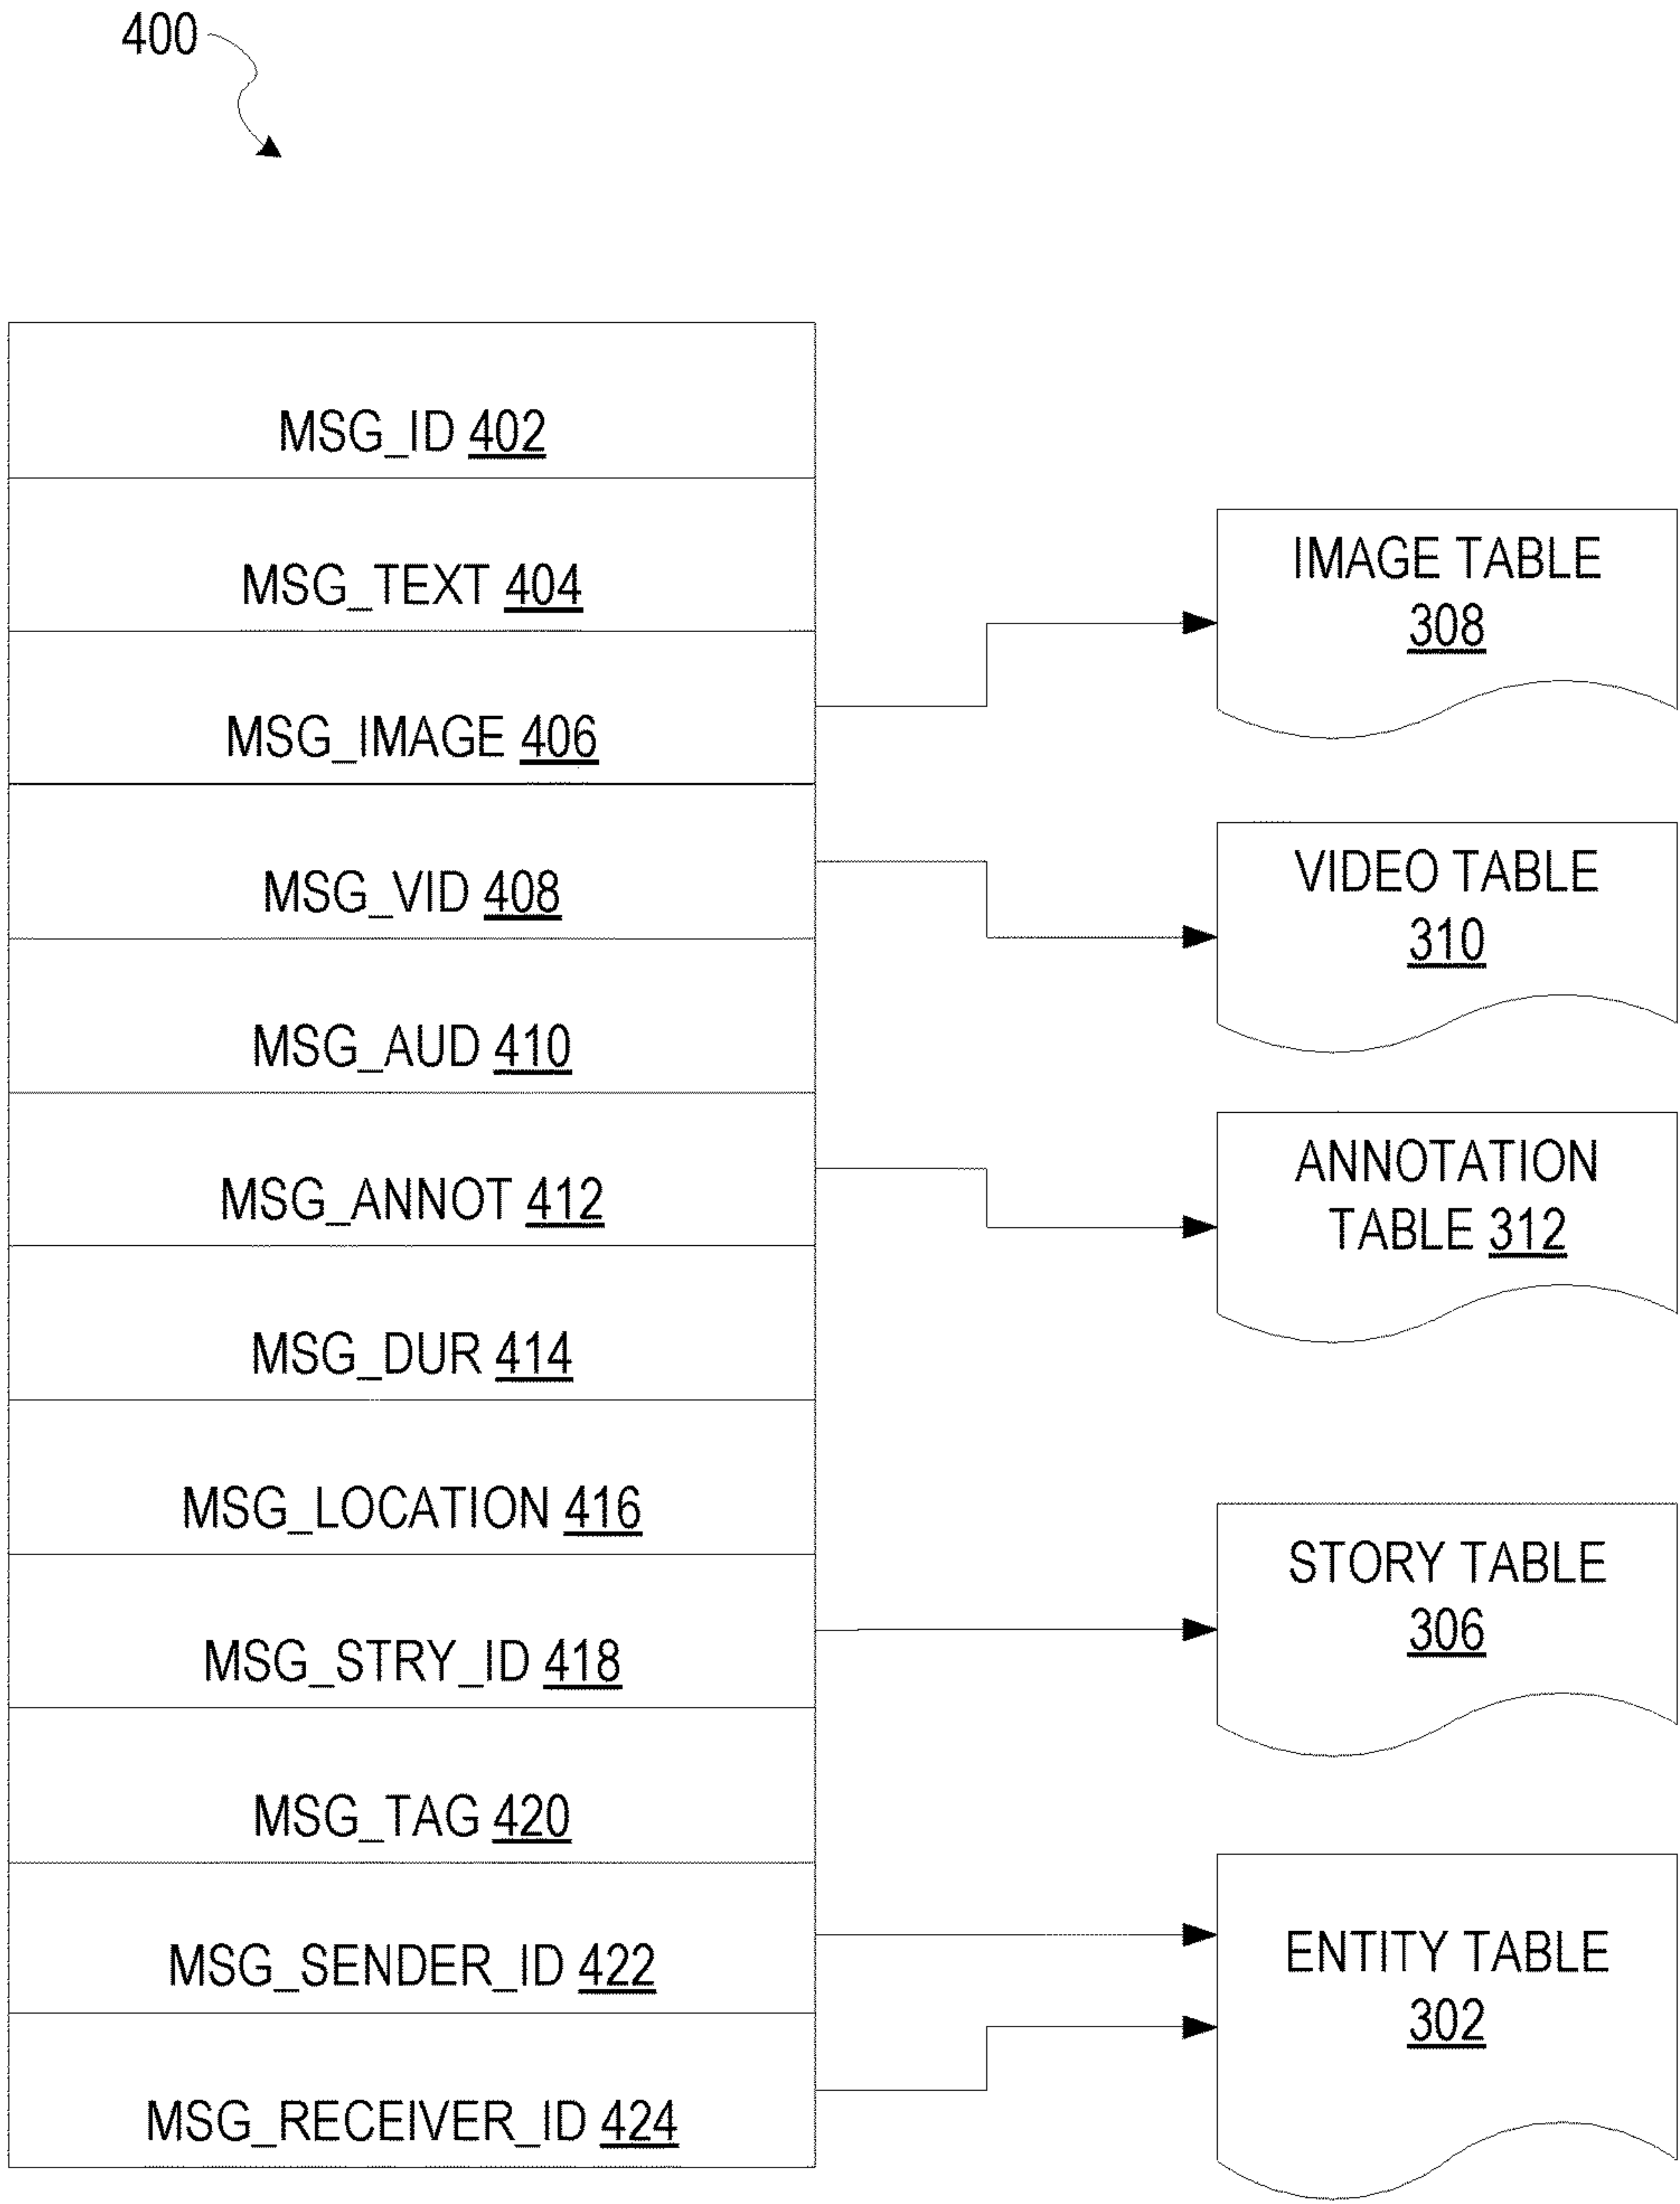 400
MSG_ID 402
MSG_TEXT 404
MSG_IMAGE 406
MSG_VID 408
MSG_AUD 410
MSG_ANNOT 412
MSG_DUR 414
MSG_LOCATION 416
MSG_STRY_ID 418
MSG_TAG 420
MSG_SENDER_ID 422
MSG_RECEIVER_ID 424
IMAGE TABLE
308
VIDEO TABLE
310
ANNOTATION
TABLE 312
STORY TABLE
306
ENTITY TABLE
302